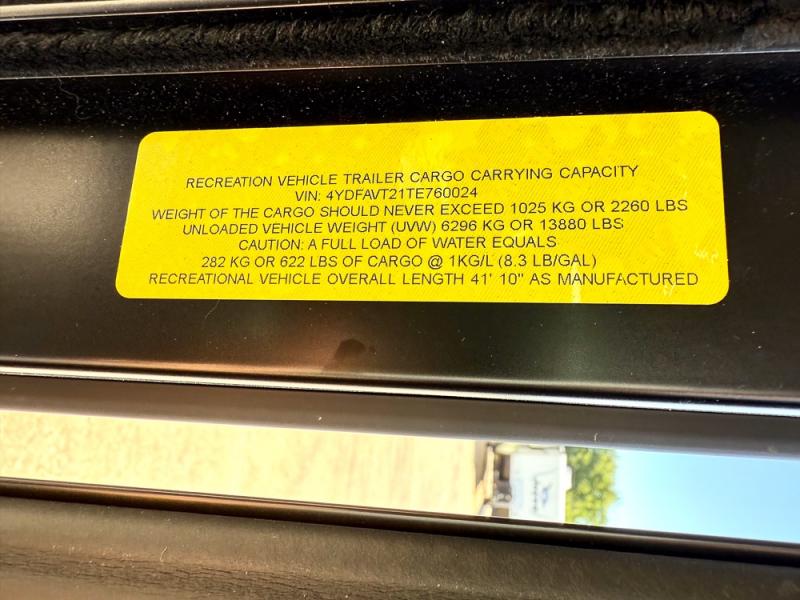 RECREATION VEHICLE TRAILER CARGO CARRYING CAPACITY
VIN: 4YDFAVT21TE760024
WEIGHT OF THE CARGO SHOULD NEVER EXCEED 1025 KG OR 2260 LBS
UNLOADED VEHICLE WEIGHT (UVW) 6296 KG OR 13880 LBS
CAUTION: A FULL LOAD OF WATER EQUALS
282 KG OR 622 LBS OF CARGO @ 1KG/L (8.3 LB/GAL)
RECREATIONAL VEHICLE OVERALL LENGTH 41' 10" AS MANUFACTURED